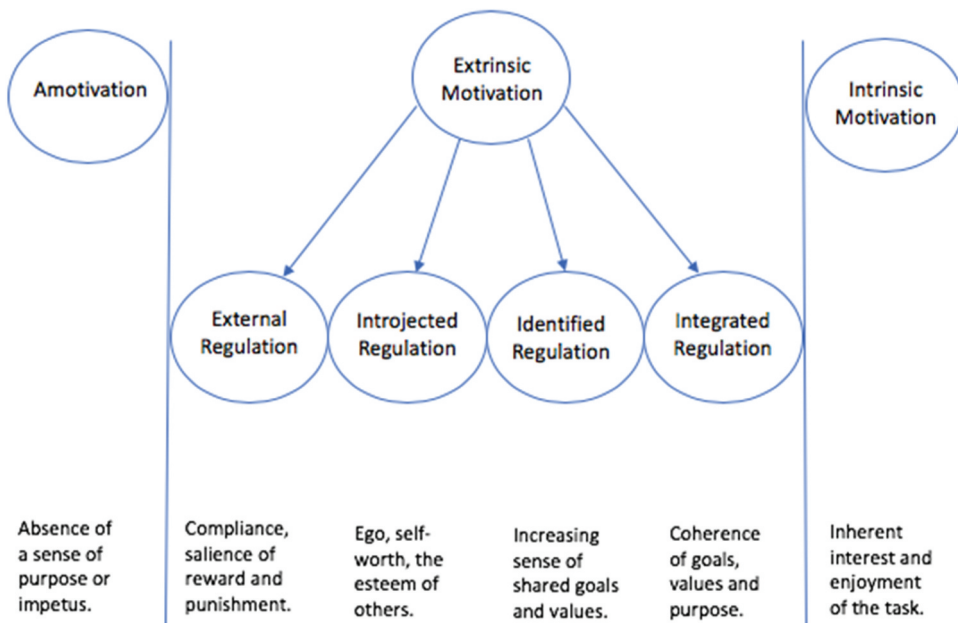 Amotivation
Extrinsic
Motivation
Intrinsic
Motivation
External
Regulation
Introjected
Regulation
Identified
Regulation
Integrated
Regulation
Absence of
a sense of
purpose or
impetus.
Compliance,
salience of
reward and
punishment.
Ego, self-
worth, the
esteem of
others.
Increasing
sense of
shared goals
and values.
Coherence
of goals,
values and
purpose.
Inherent
interest and
enjoyment
of the task.